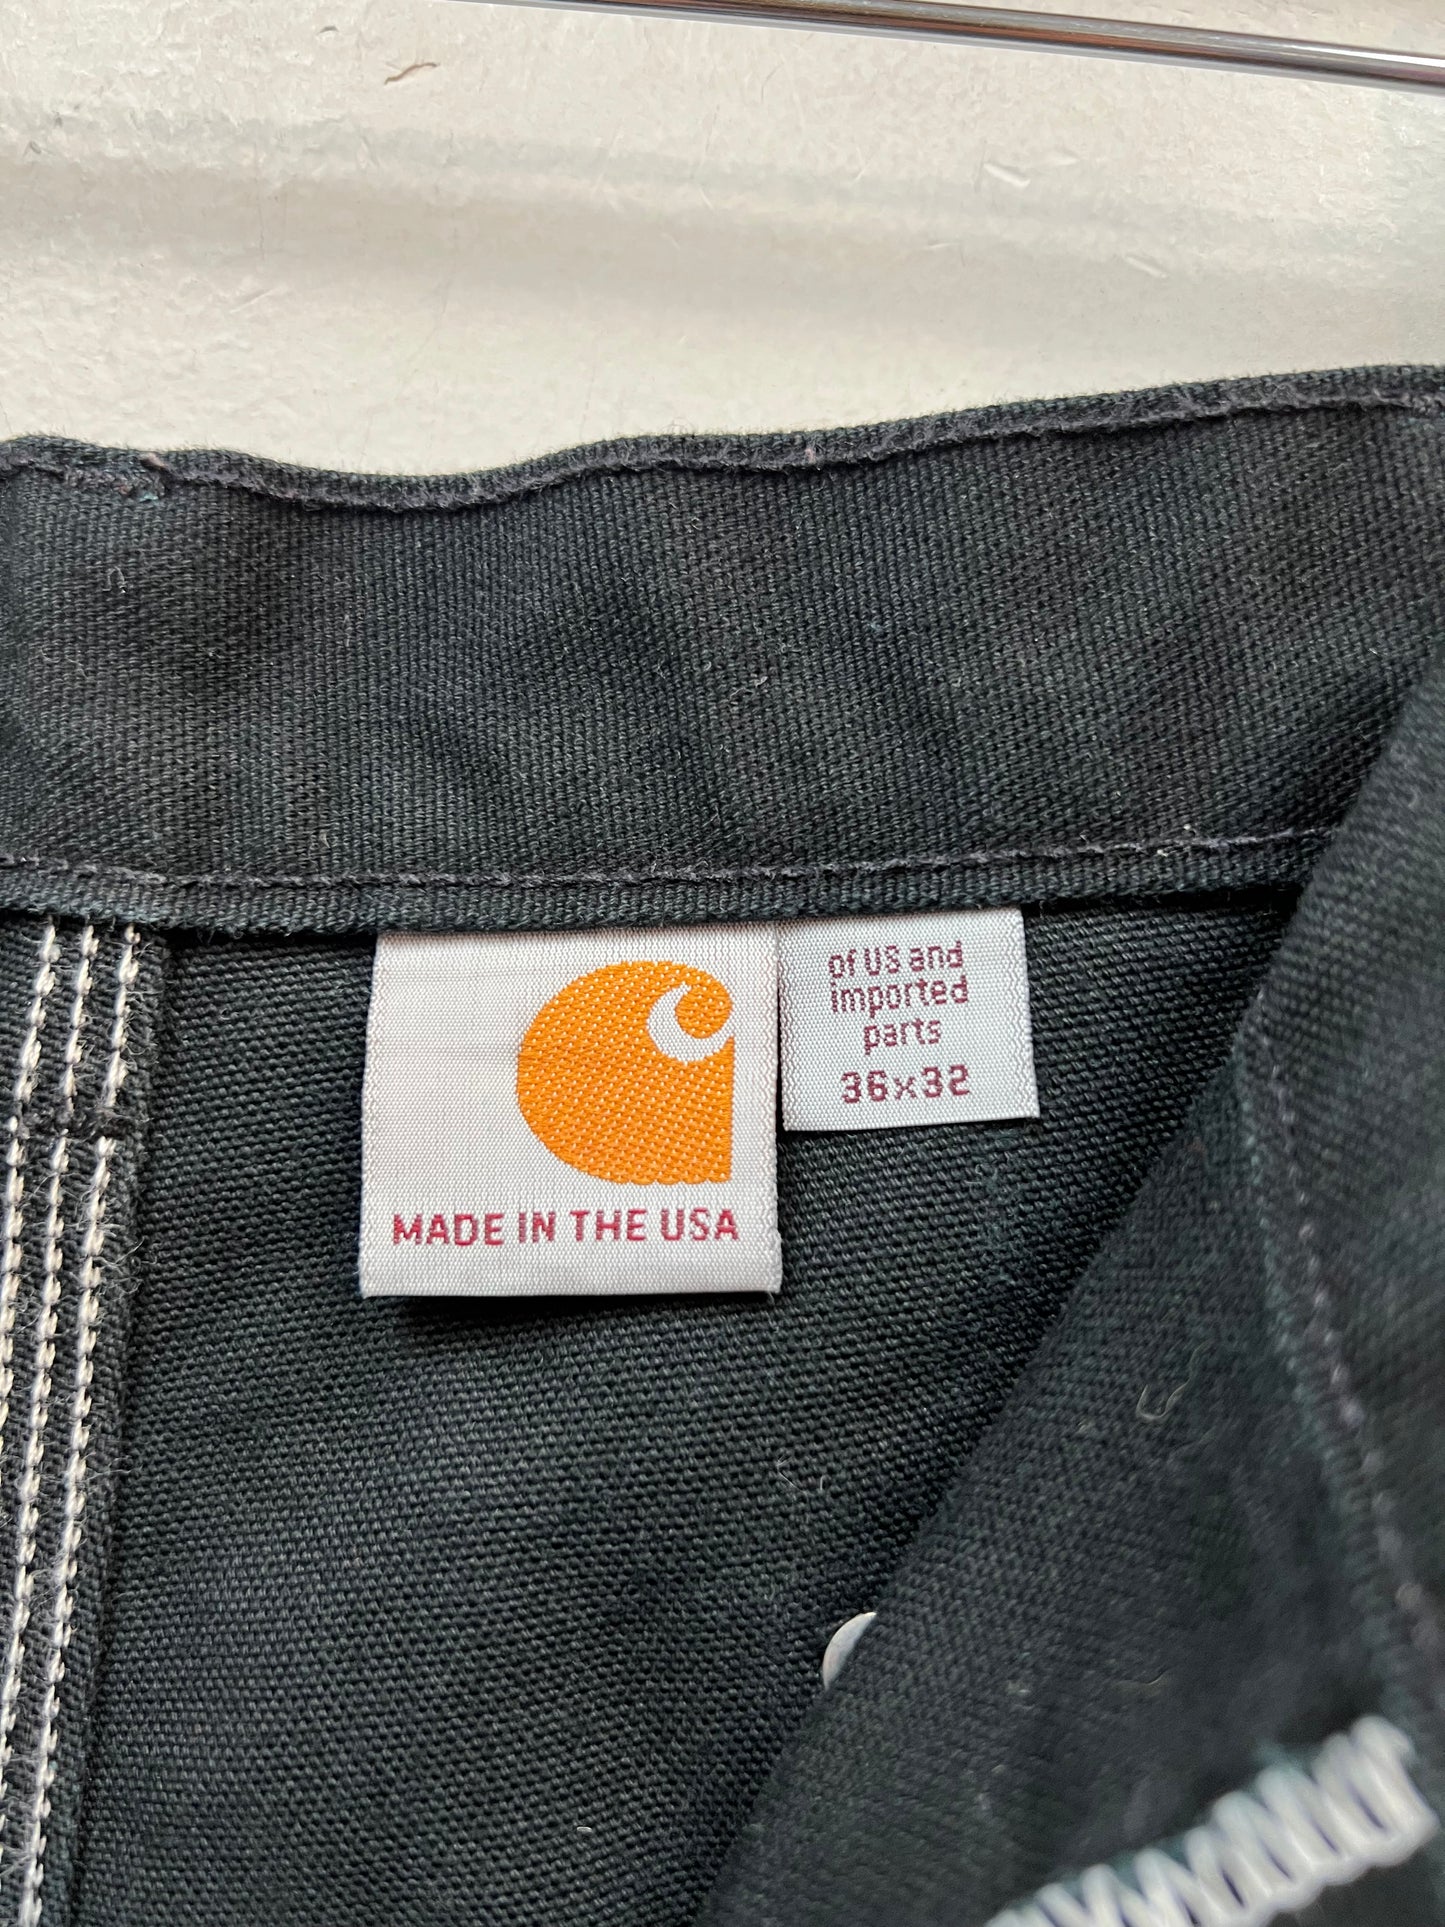 MADE IN THE USA
of US and
imported
parts
36x32